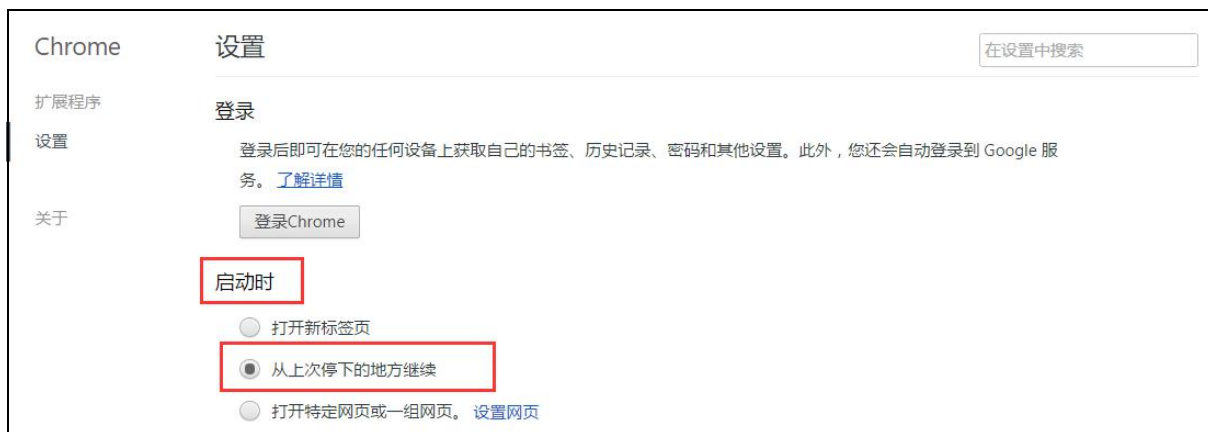 Chrome
设置
在设置中搜索
扩展程序
设置
关于
登录
登录后即可在您的任何设备上获取自己的书签、历史记录、密码和其他设置。此外，您还会自动登录到 Google 服
务。 了解详情
登录Chrome
启动时
打开新标签页
从上次停下的地方继续
打开特定网页或一组网页。 设置网页